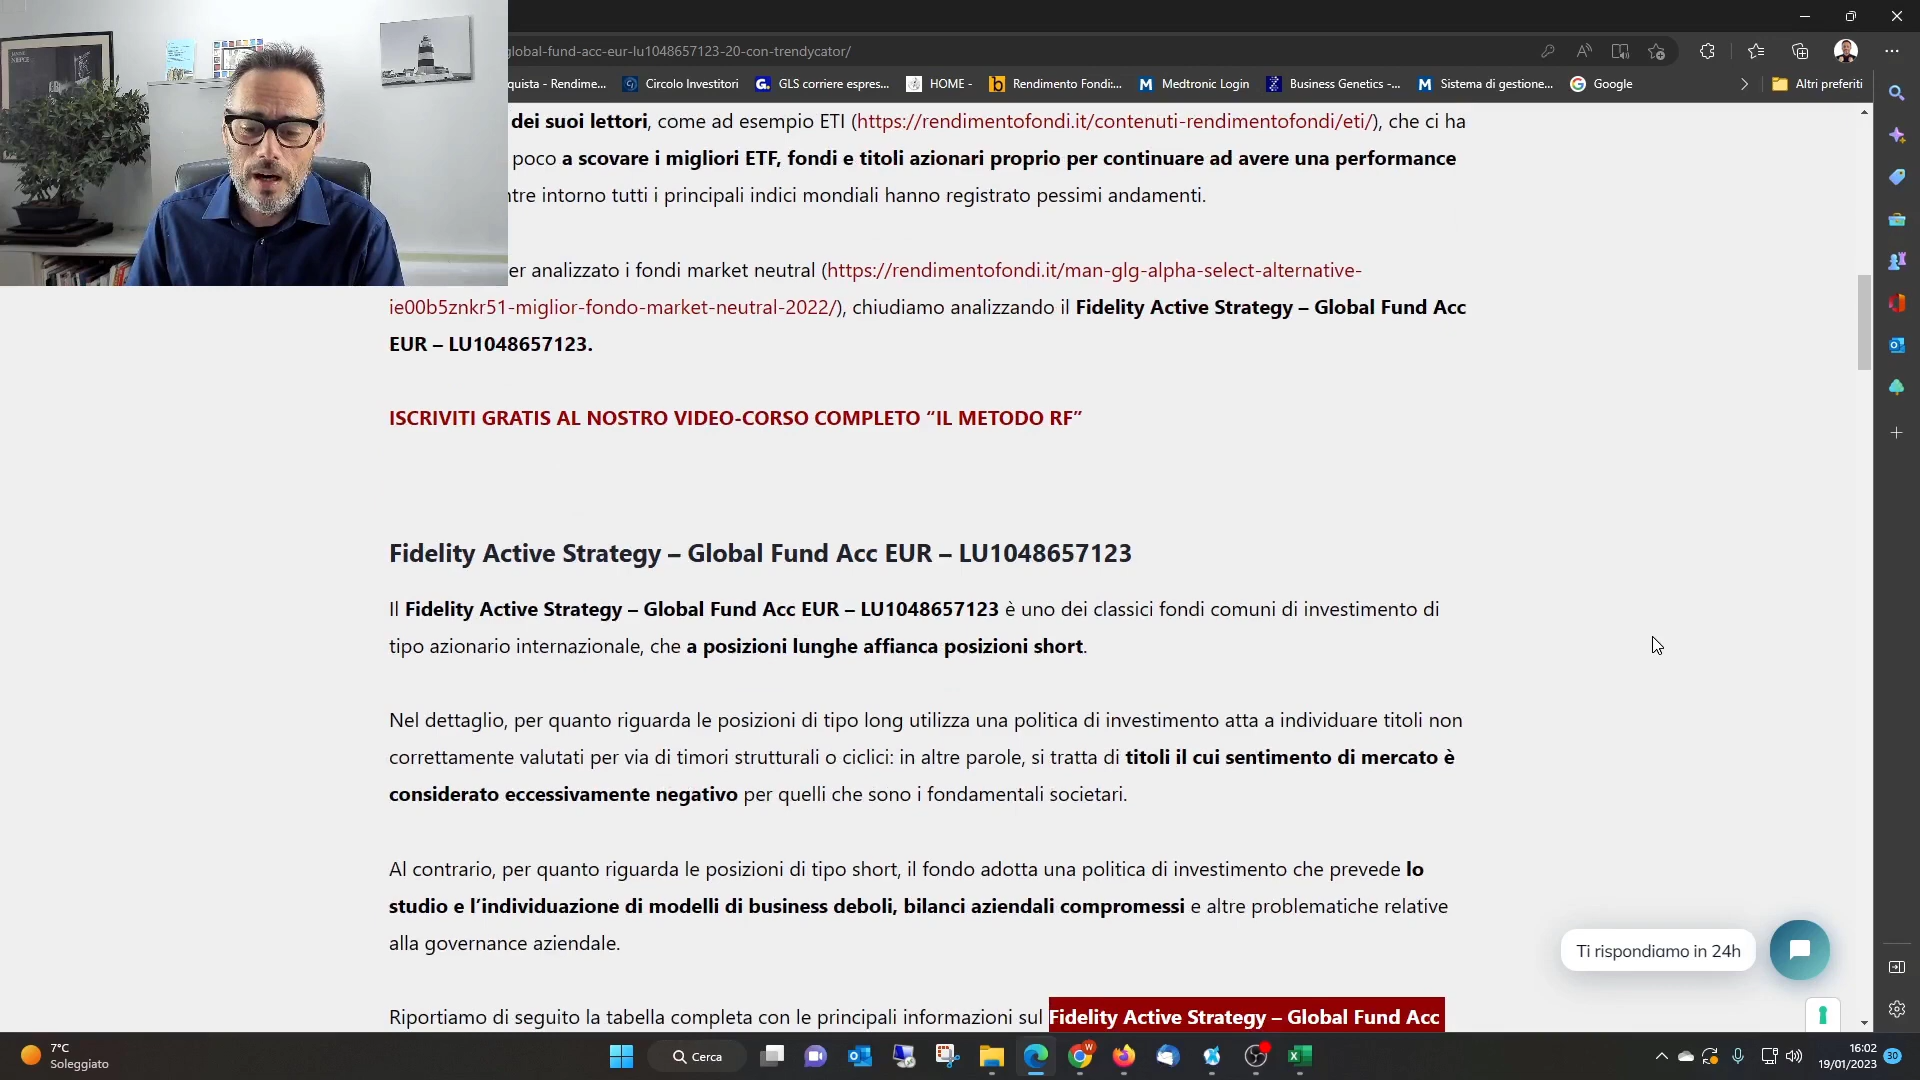 global-fund-acc-eur-lu1048657123-20-con-trendycator/
quista - Rendime...
Circolo Investitori
GLS corriere espres...
HOME -
Rendimento Fondi:...
Medtronic Login
Business Genetics -...
Sistema di gestione...
Google
Altri preferiti
dei suoi lettori, come ad esempio ETI (https://rendimentofondi.it/contenuti-rendimentofondi/eti/), che ci ha
poco a scovare i migliori ETF, fondi e titoli azionari proprio per continuare ad avere una performance
ntre intorno tutti i principali indici mondiali hanno registrato pessimi andamenti.
er analizzato i fondi market neutral (https://rendimentofondi.it/man-glg-alpha-select-alternative-
ie00b5znkr51-miglior-fondo-market-neutral-2022/), chiudiamo analizzando il Fidelity Active Strategy – Global Fund Acc
EUR – LU1048657123.
ISCRIVITI GRATIS AL NOSTRO VIDEO-CORSO COMPLETO “IL METODO RF”
Fidelity Active Strategy – Global Fund Acc EUR – LU1048657123
Il Fidelity Active Strategy – Global Fund Acc EUR – LU1048657123 è uno dei classici fondi comuni di investimento di
tipo azionario internazionale, che a posizioni lunghe affianca posizioni short.
Nel dettaglio, per quanto riguarda le posizioni di tipo long utilizza una politica di investimento atta a individuare titoli non
correttamente valutati per via di timori strutturali o ciclici: in altre parole, si tratta di titoli il cui sentimento di mercato è
considerato eccessivamente negativo per quelli che sono i fondamentali societari.
Al contrario, per quanto riguarda le posizioni di tipo short, il fondo adotta una politica di investimento che prevede lo
studio e l’individuazione di modelli di business deboli, bilanci aziendali compromessi e altre problematiche relative
alla governance aziendale.
Ti rispondiamo in 24h
Riportiamo di seguito la tabella completa con le principali informazioni sul Fidelity Active Strategy – Global Fund Acc
7°C
Soleggiato
Cerca
16:02
19/01/2023
30